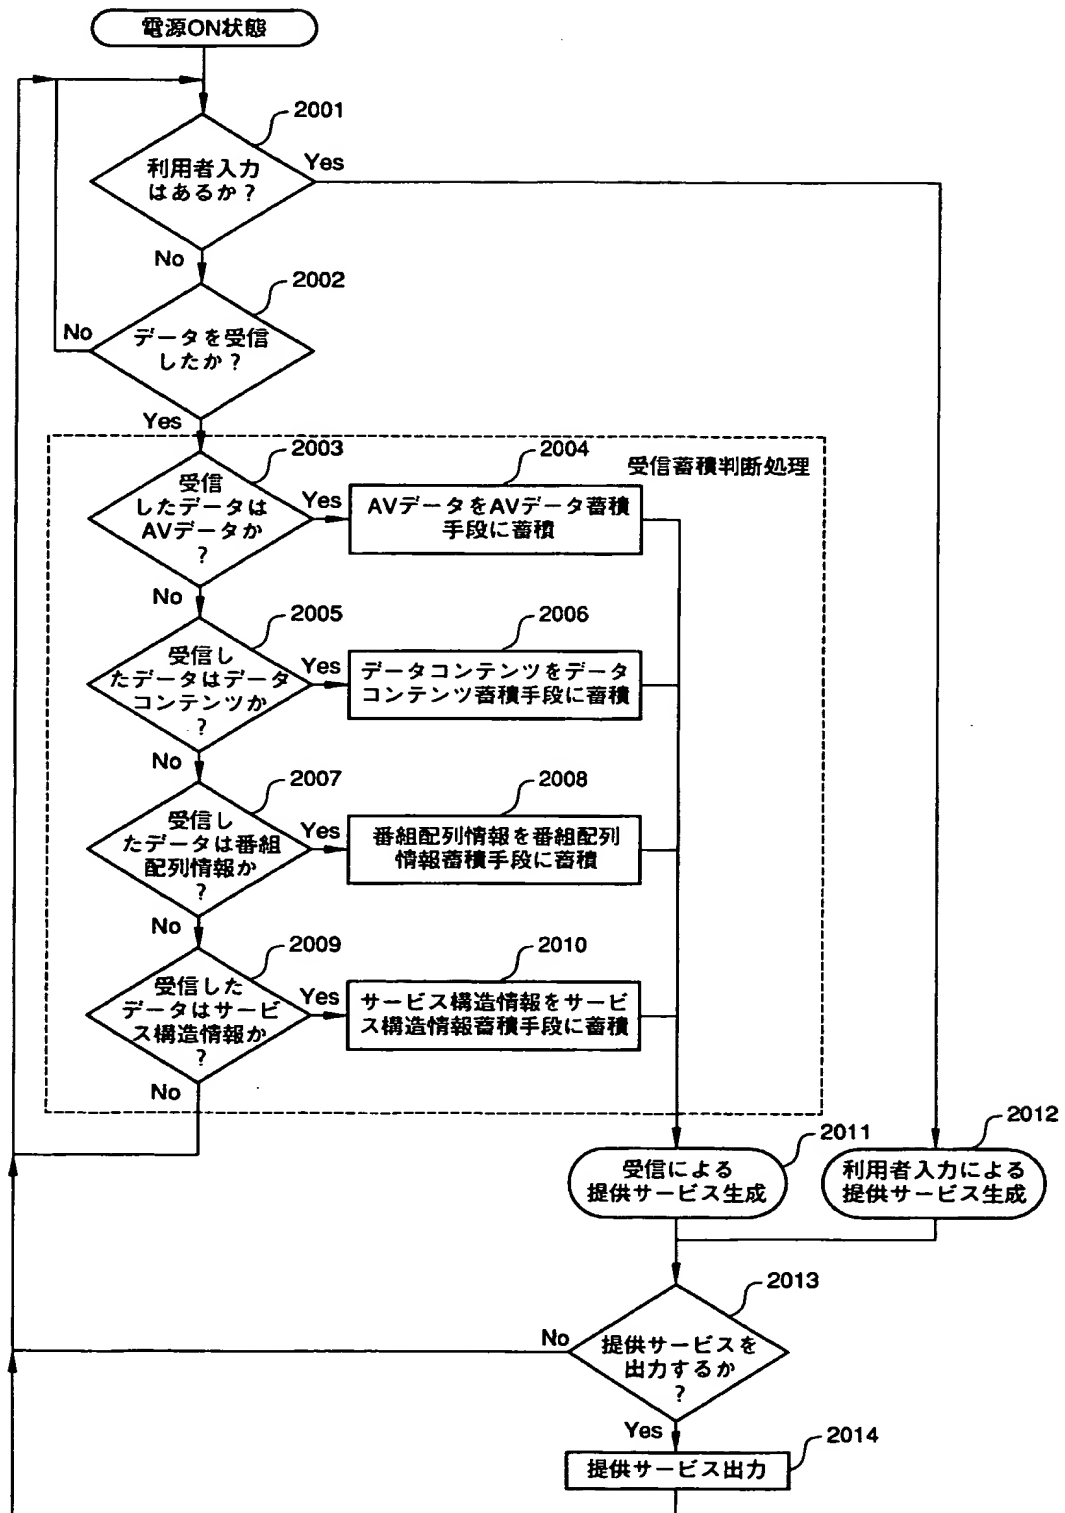 電源ON状態
2001
利用者入力
はあるか？
Yes
No
2002
データを受信
したか？
No
Yes
受信蓄積判断処理
2003
受信
したデータは
AVデータか
？
Yes
2004
AVデータをAVデータ蓄積
手段に蓄積
No
2005
受信し
たデータはデータ
コンテンツか
？
Yes
2006
データコンテンツをデータ
コンテンツ蓄積手段に蓄積
No
2007
受信し
たデータは番組
配列情報か
？
Yes
2008
番組配列情報を番組配列
情報蓄積手段に蓄積
No
2009
受信した
データはサービ
ス構造情報か
？
Yes
2010
サービス構造情報をサービ
ス構造情報蓄積手段に蓄積
No
2011
受信による
提供サービス生成
2012
利用者入力による
提供サービス生成
2013
提供サービスを
出力するか
？
No
Yes
2014
提供サービス出力